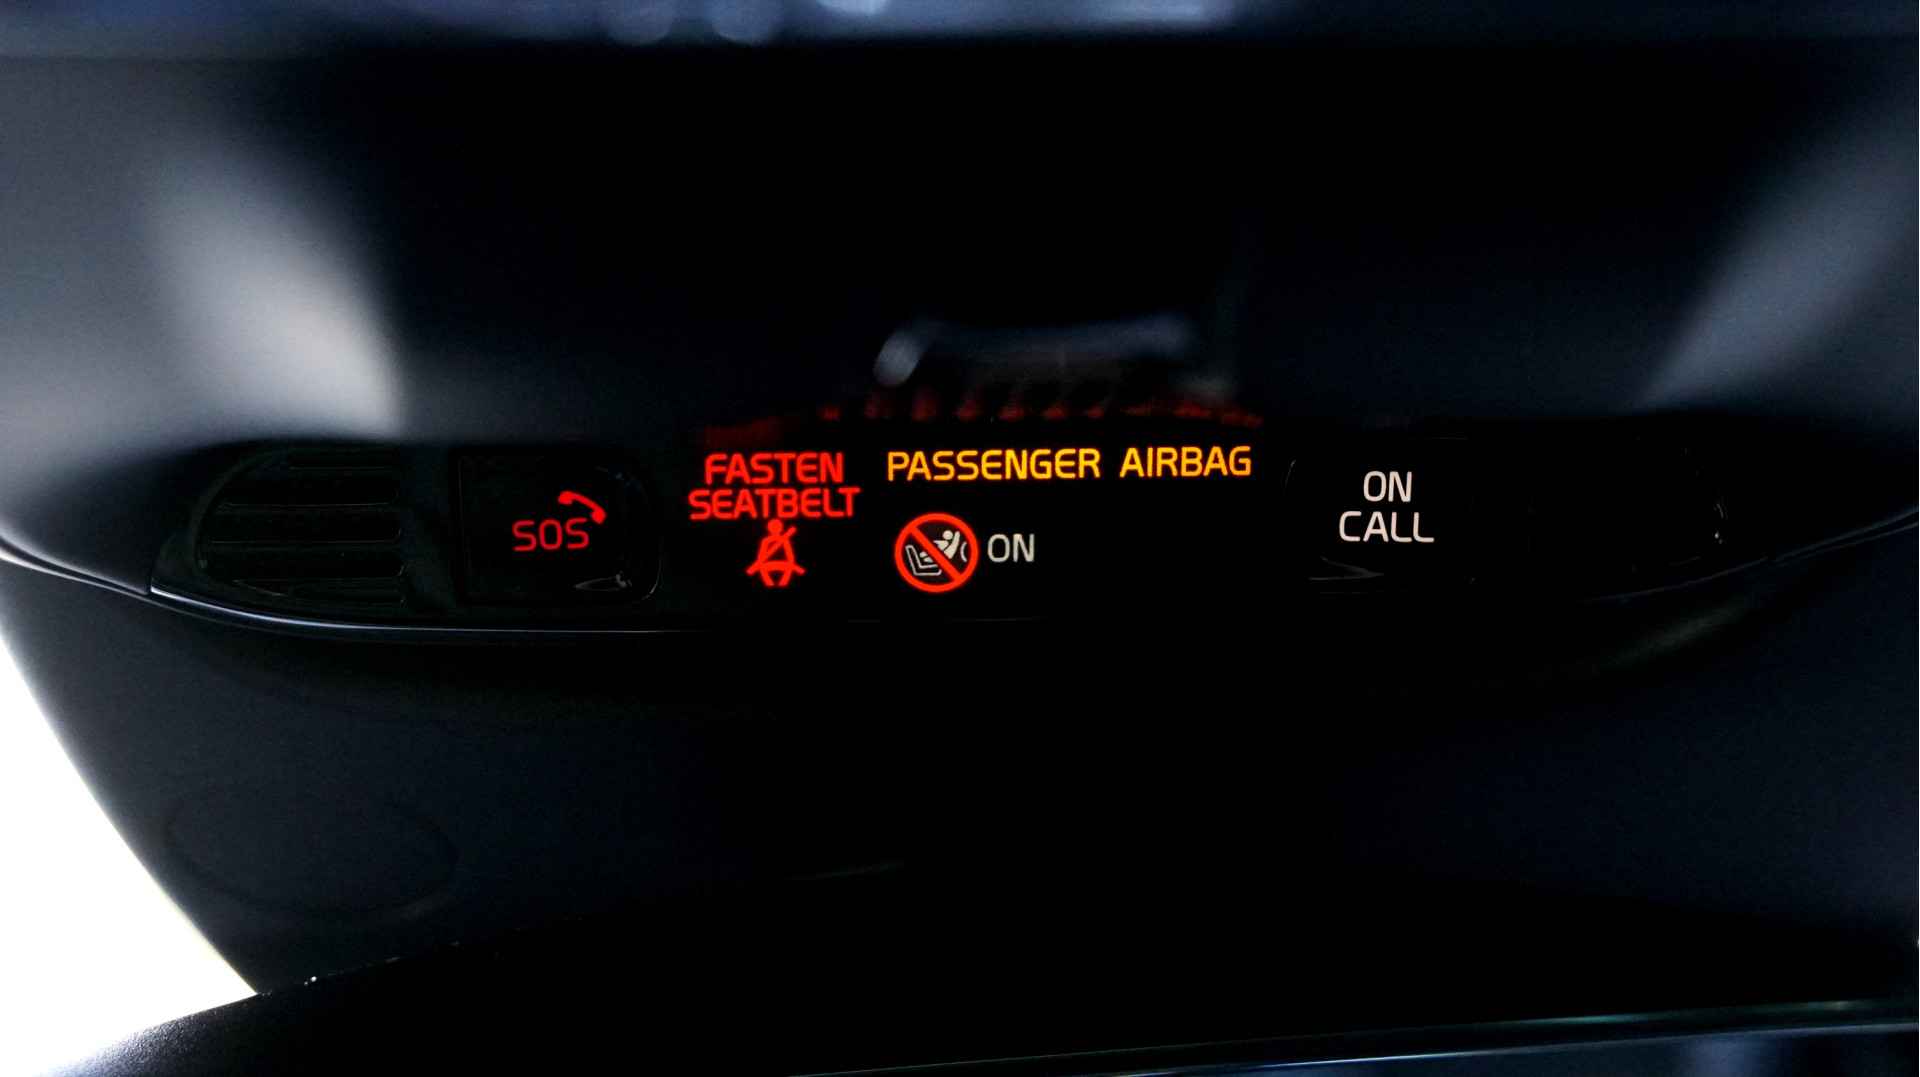 SOS
FASTEN
SEATBELT
PASSENGER AIRBAG
ON
ON
CALL